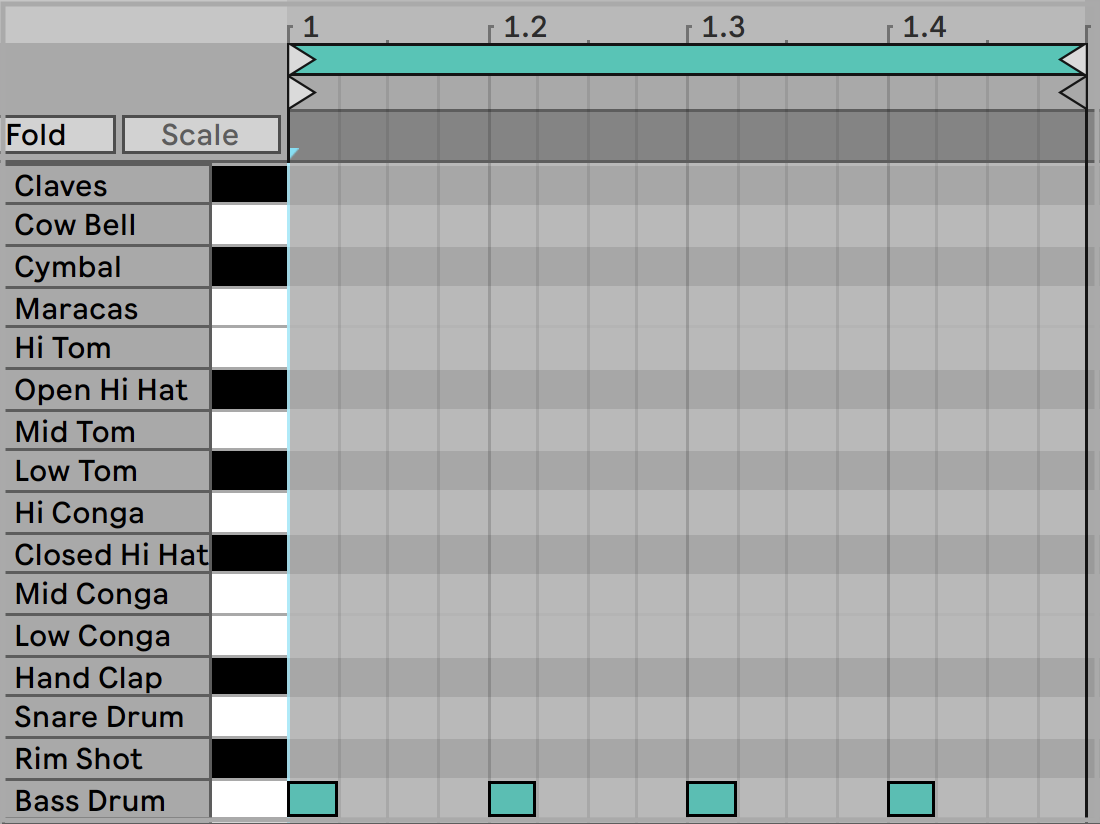 1 1.2 1.3 1.4
Fold Scale
Claves
Cow Bell
Cymbal
Maracas
Hi Tom
Open Hi Hat
Mid Tom
Low Tom
Hi Conga
Closed Hi Hat
Mid Conga
Low Conga
Hand Clap
Snare Drum
Rim Shot
Bass Drum